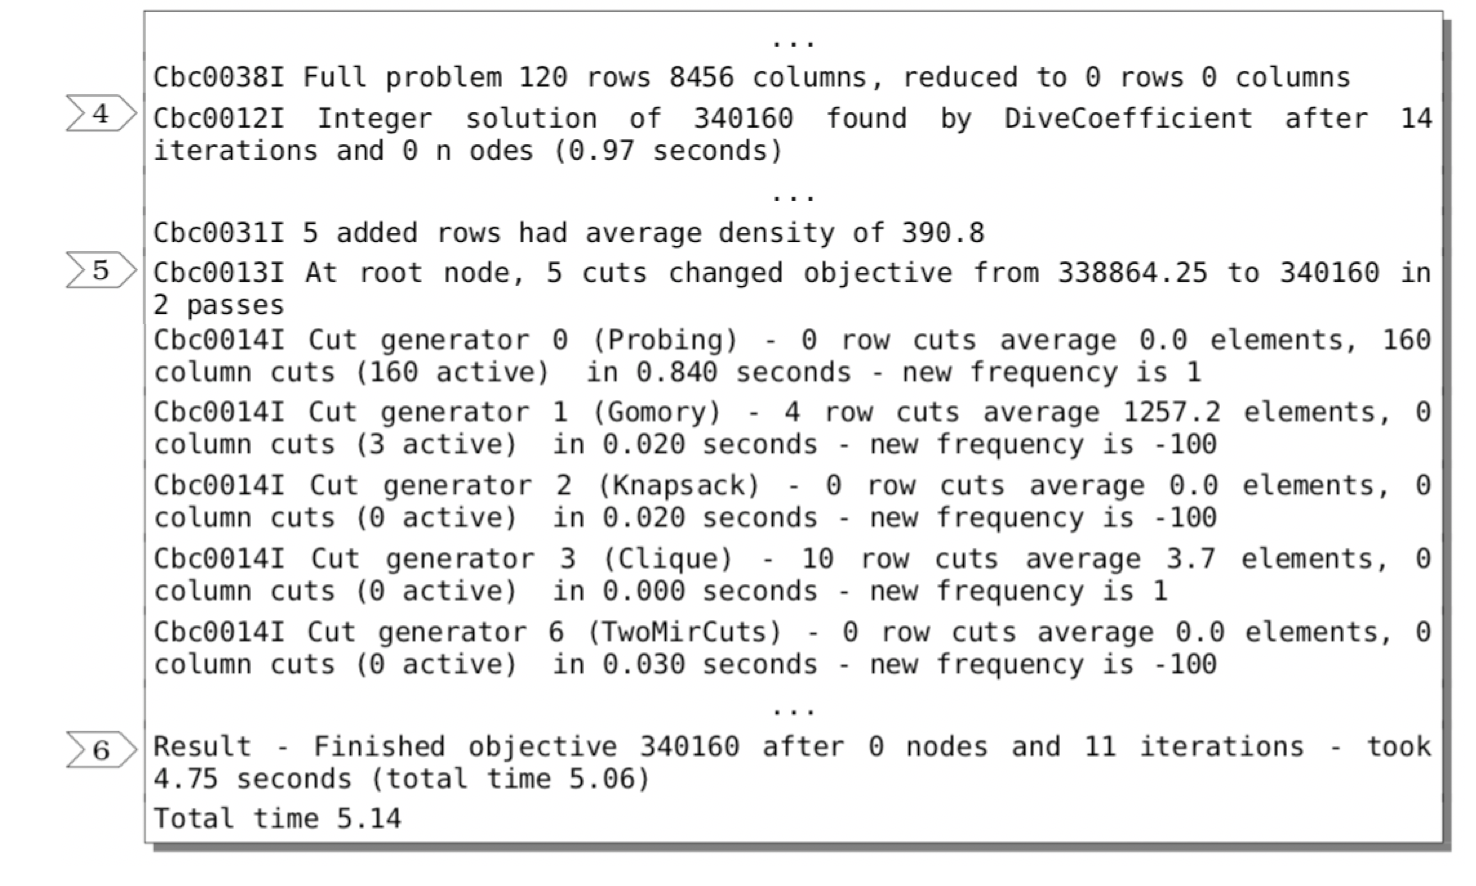 ...
Cbc0038I Full problem 120 rows 8456 columns, reduced to 0 rows 0 columns
4
Cbc0012I Integer solution of 340160 found by DiveCoefficient after 14
iterations and 0 n odes (0.97 seconds)
...
Cbc0031I 5 added rows had average density of 390.8
5
Cbc0013I At root node, 5 cuts changed objective from 338864.25 to 340160 in
2 passes
Cbc0014I Cut generator 0 (Probing) - 0 row cuts average 0.0 elements, 160
column cuts (160 active)  in 0.840 seconds - new frequency is 1
Cbc0014I Cut generator 1 (Gomory) - 4 row cuts average 1257.2 elements, 0
column cuts (3 active)  in 0.020 seconds - new frequency is -100
Cbc0014I Cut generator 2 (Knapsack) - 0 row cuts average 0.0 elements, 0
column cuts (0 active)  in 0.020 seconds - new frequency is -100
Cbc0014I Cut generator 3 (Clique) - 10 row cuts average 3.7 elements, 0
column cuts (0 active)  in 0.000 seconds - new frequency is 1
Cbc0014I Cut generator 6 (TwoMirCuts) - 0 row cuts average 0.0 elements, 0
column cuts (0 active)  in 0.030 seconds - new frequency is -100
...
6
Result - Finished objective 340160 after 0 nodes and 11 iterations - took
4.75 seconds (total time 5.06)
Total time 5.14